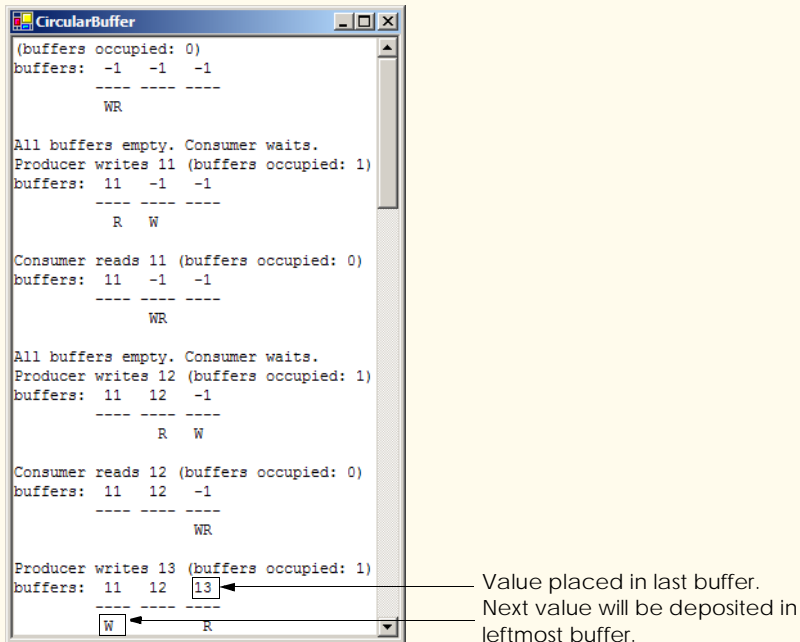 CircularBuffer
(buffers occupied: 0)
buffers:  -1   -1   -1
         ---- ---- ----
          WR
All buffers empty. Consumer waits.
Producer writes 11 (buffers occupied: 1)
buffers:  11   -1   -1
         ---- ---- ----
           R   W
Consumer reads 11 (buffers occupied: 0)
buffers:  11   -1   -1
         ---- ---- ----
               WR
All buffers empty. Consumer waits.
Producer writes 12 (buffers occupied: 1)
buffers:  11   12   -1
         ---- ---- ----
                R   W
Consumer reads 12 (buffers occupied: 0)
buffers:  11   12   -1
         ---- ---- ----
                    WR
Producer writes 13 (buffers occupied: 1)
buffers:  11   12   13
         ---- ---- ----
          W          R
Value placed in last buffer.
Next value will be deposited in
leftmost buffer.